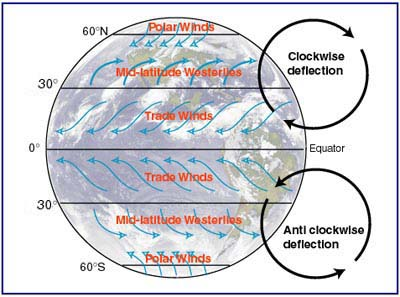 Polar Winds
60°N
Clockwise
deflection
Mid-latitude Westerlies
30°
Trade Winds
0°
Equator
Trade Winds
30°
Mid-latitude Westerlies
Anti clockwise
deflection
Polar Winds
60°S